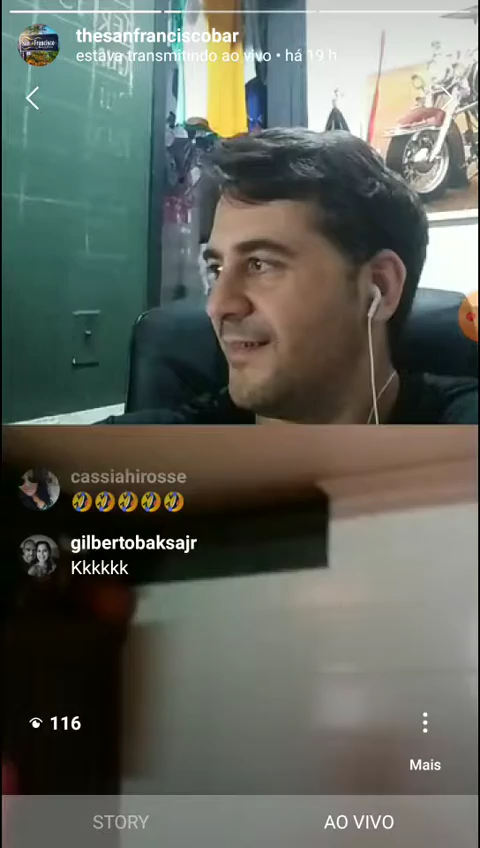 thesanfranciscobar
estava transmitindo ao vivo • há 19 h
cassiahirosse
🤣🤣🤣🤣🤣
gilbertobaksajr
Kkkkkk
116
Mais
STORY
AO VIVO